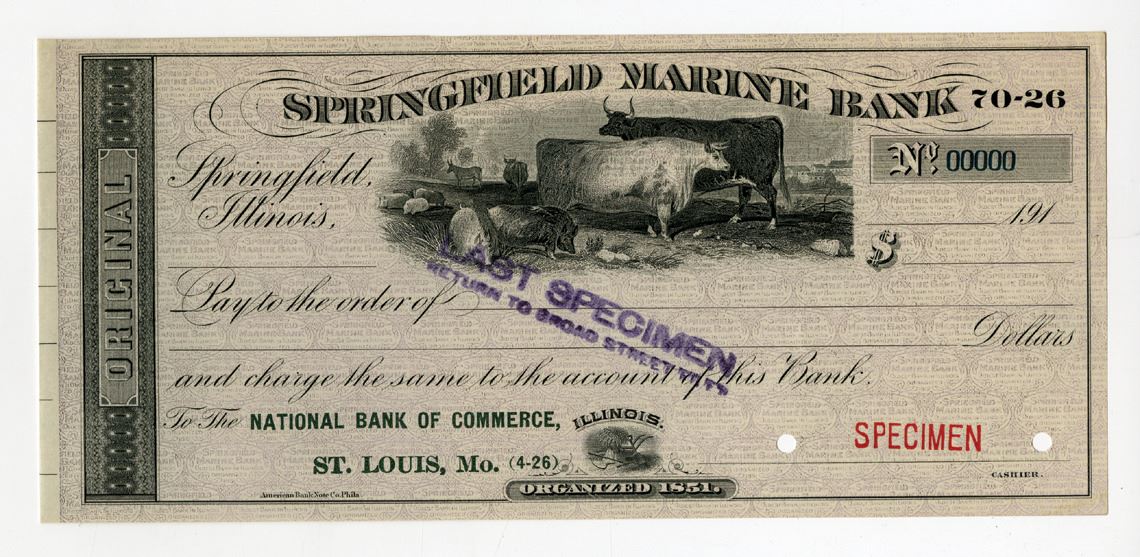 SPRINGFIELD MARINE BANK 70-26
No. 00000
Springfield,
Illinois,
191
$
ORIGINAL
Pay to the order of
Dollars
and charge the same to the account of this Bank.
LAST SPECIMEN
RETURN TO BROAD STREET
To The NATIONAL BANK OF COMMERCE,
ST. LOUIS, Mo. (4-26)
ILLINOIS.
ORGANIZED 1851.
SPECIMEN
CASHIER.
American Bank Note Co. Phila.